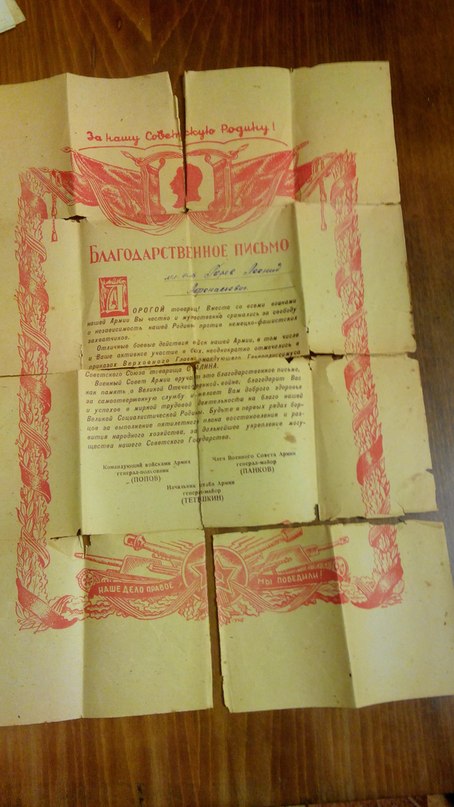 За нашу Советскую Родину!
БЛАГОДАРСТВЕННОЕ ПИСЬМО
ДОРОГОЙ товарищ! Вместе со всеми воинами
нашей Армии Вы честно и мужественно сражались за свободу
и независимость нашей Родины против немецко-фашистских
захватчиков.
Отличные боевые действия войск нашей Армии, в том числе
и Ваше активное участие в боях, неоднократно отмечались в
приказах Верховного Главнокомандующего Генералиссимуса
Советского Союза товарища СТАЛИНА.
Военный Совет Армии вручает это благодарственное письмо,
как память о Великой Отечественной войне, благодарит Вас
за самоотверженную службу и желает Вам доброго здоровья
и успехов в мирной трудовой деятельности на благо нашей
Великой Социалистической Родины. Будьте в первых рядах бор-
цов за выполнение пятилетнего плана восстановления и раз-
вития народного хозяйства, за дальнейшее укрепление могу-
щества нашего Советского Государства.
Командующий войсками Армии
генерал-полковник
(ПОПОВ)
Член Военного Совета Армии
генерал-майор
(ПАНКОВ)
Начальник штаба Армии
генерал-майор
(ТЕТЕШКИН)
НАШЕ ДЕЛО ПРАВОЕ
МЫ ПОБЕДИЛИ!